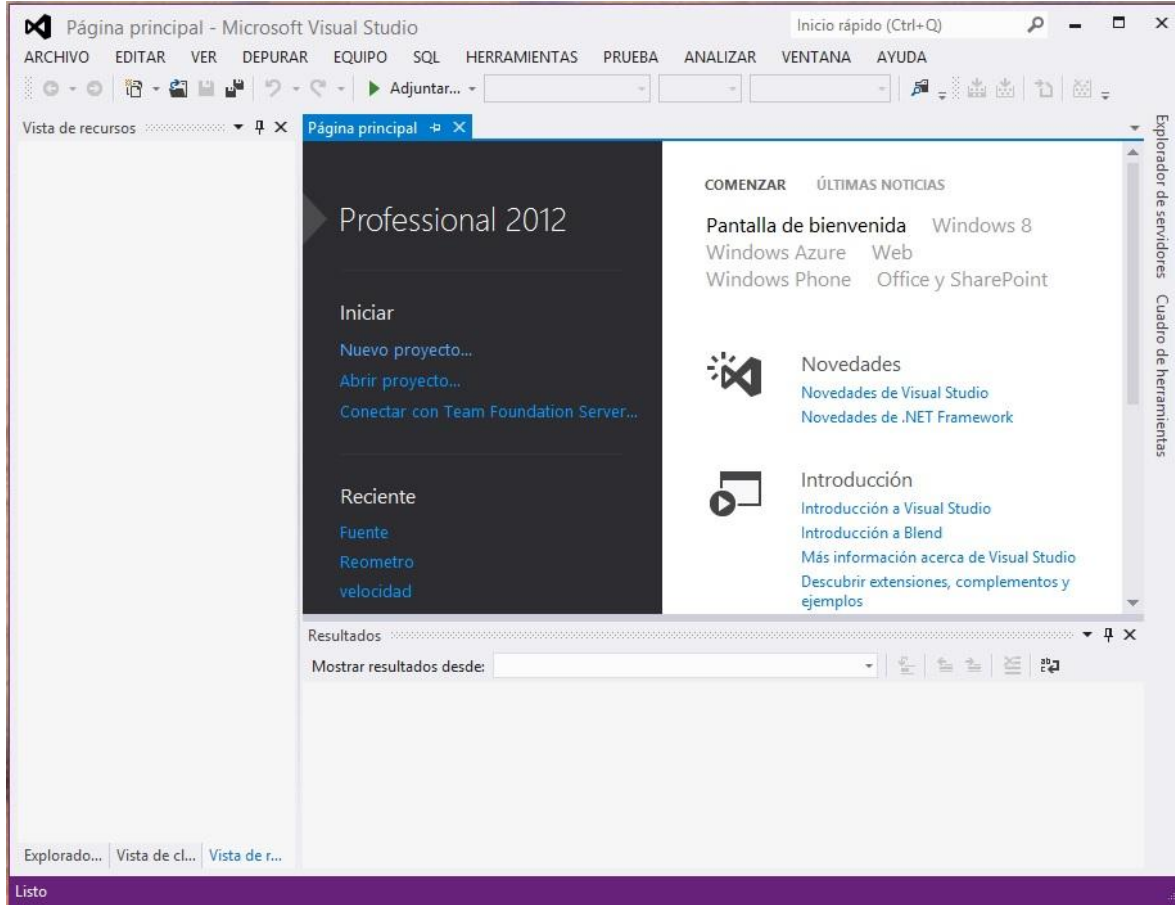 Página principal - Microsoft Visual Studio
Inicio rápido (Ctrl+Q)
ARCHIVO EDITAR VER DEPURAR EQUIPO SQL HERRAMIENTAS PRUEBA ANALIZAR VENTANA AYUDA
Adjuntar...
Vista de recursos
Página principal
Professional 2012
Iniciar
Nuevo proyecto...
Abrir proyecto...
Conectar con Team Foundation Server...
Reciente
Fuente
Reometro
velocidad
COMENZAR ÚLTIMAS NOTICIAS
Pantalla de bienvenida Windows 8
Windows Azure Web
Windows Phone Office y SharePoint
Novedades
Novedades de Visual Studio
Novedades de .NET Framework
Introducción
Introducción a Visual Studio
Introducción a Blend
Más información acerca de Visual Studio
Descubrir extensiones, complementos y
ejemplos
Explorador de servidores
Cuadro de herramientas
Resultados
Mostrar resultados desde:
Explorado... Vista de cl... Vista de r...
Listo